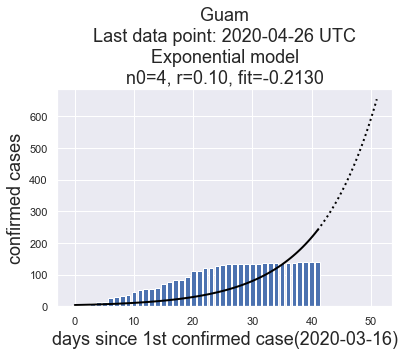 Guam
Last data point: 2020-04-26 UTC
Exponential model
n0=4, r=0.10, fit=-0.2130
600
500
400
300
200
100
0
confirmed cases
0 10 20 30 40 50
days since 1st confirmed case(2020-03-16)